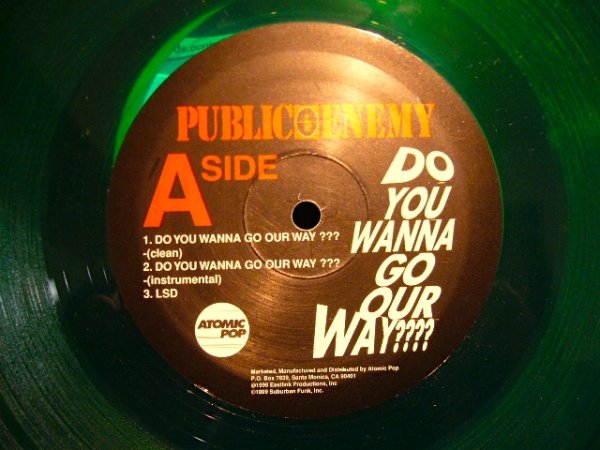 PUBLIC ENEMY
A SIDE
DO
YOU
WANNA
GO
OUR
WAY????
1. DO YOU WANNA GO OUR WAY ???
-(clean)
2. DO YOU WANNA GO OUR WAY ???
-(instrumental)
3. LSD
ATOMIC
POP
Marketed, Manufactured and Distributed by Atomic Pop
P.O. Box 7639, Santa Monica, CA 90401
Eastlink Productions, Inc
©1999 Suburban Funk, Inc.